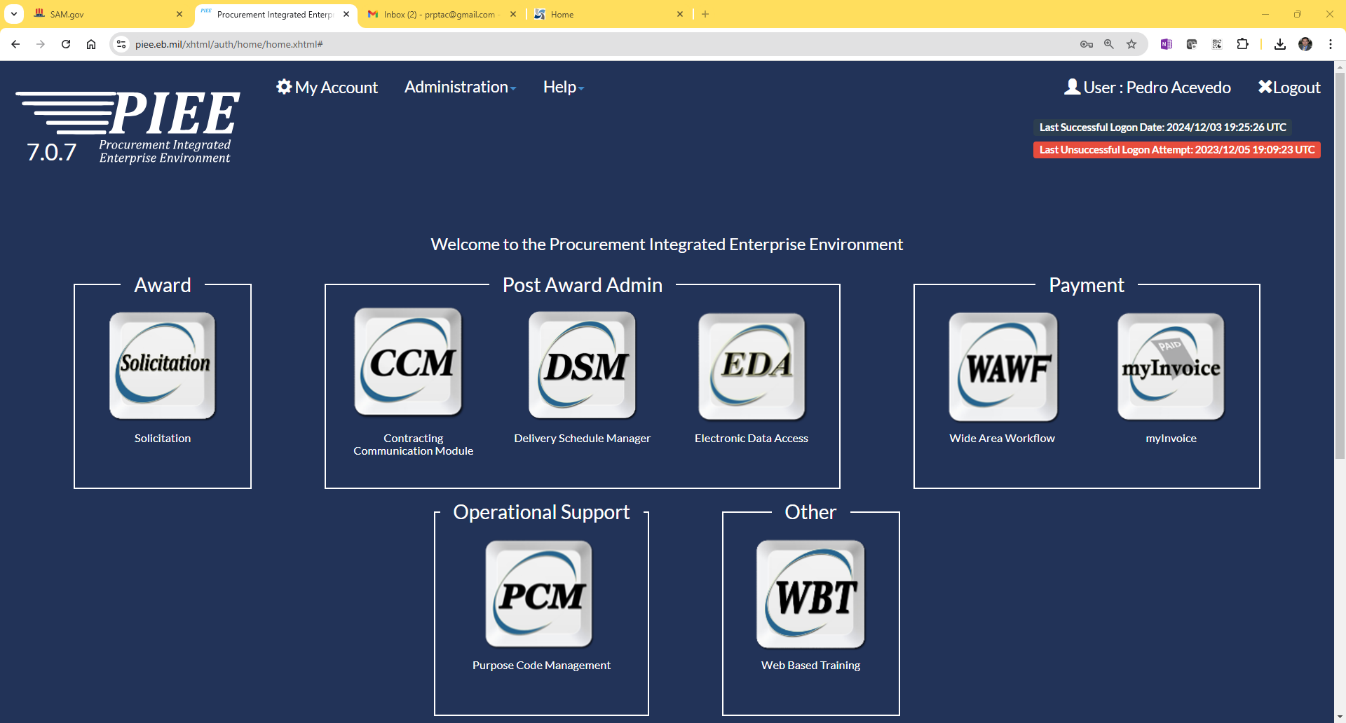 SAM.gov
PIEE Procurement Integrated Enterp
Inbox (2) - prptac@gmail.com -
Home
piee.eb.mil/xhtml/auth/home/home.xhtml#
PIEE
7.0.7
Procurement Integrated
Enterprise Environment
My Account
Administration
Help
User : Pedro Acevedo
Logout
Last Successful Logon Date: 2024/12/03 19:25:26 UTC
Last Unsuccessful Logon Attempt: 2023/12/05 19:09:23 UTC
Welcome to the Procurement Integrated Enterprise Environment
Award
Solicitation
Solicitation
Post Award Admin
CCM
Contracting
Communication Module
DSM
Delivery Schedule Manager
EDA
Electronic Data Access
Payment
WAWF
Wide Area Workflow
PAID
myInvoice
myInvoice
Operational Support
PCM
Purpose Code Management
Other
WBT
Web Based Training